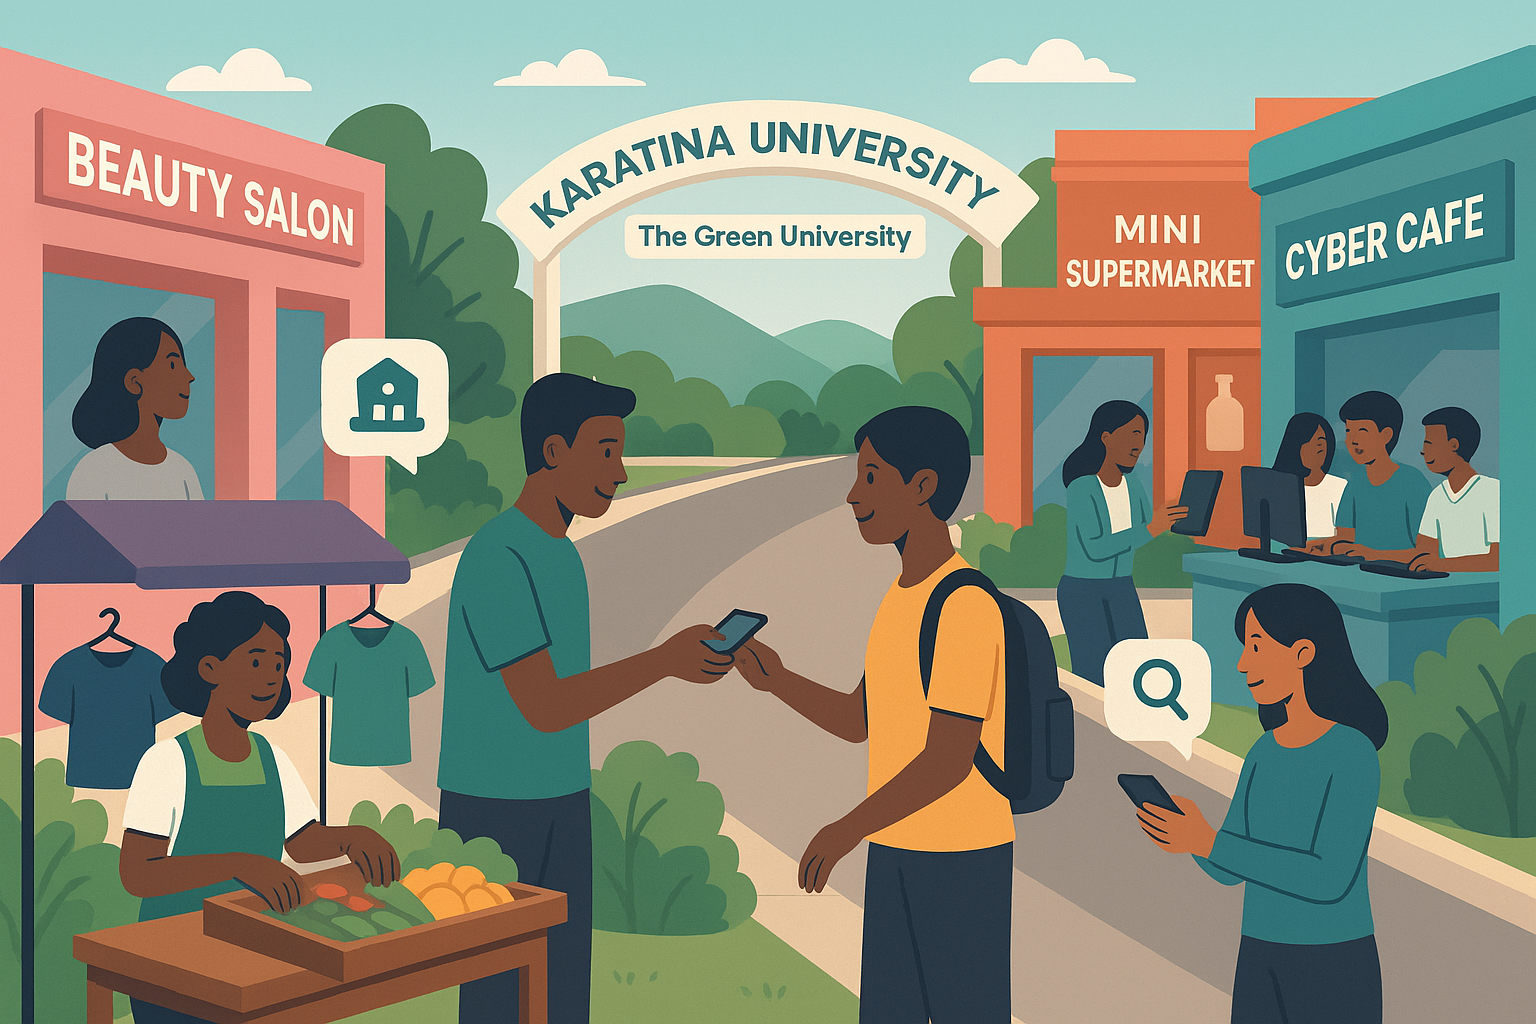 BEAUTY SALON
KARATINA UNIVERSITY
The Green University
MINI
SUPERMARKET
CYBER CAFE